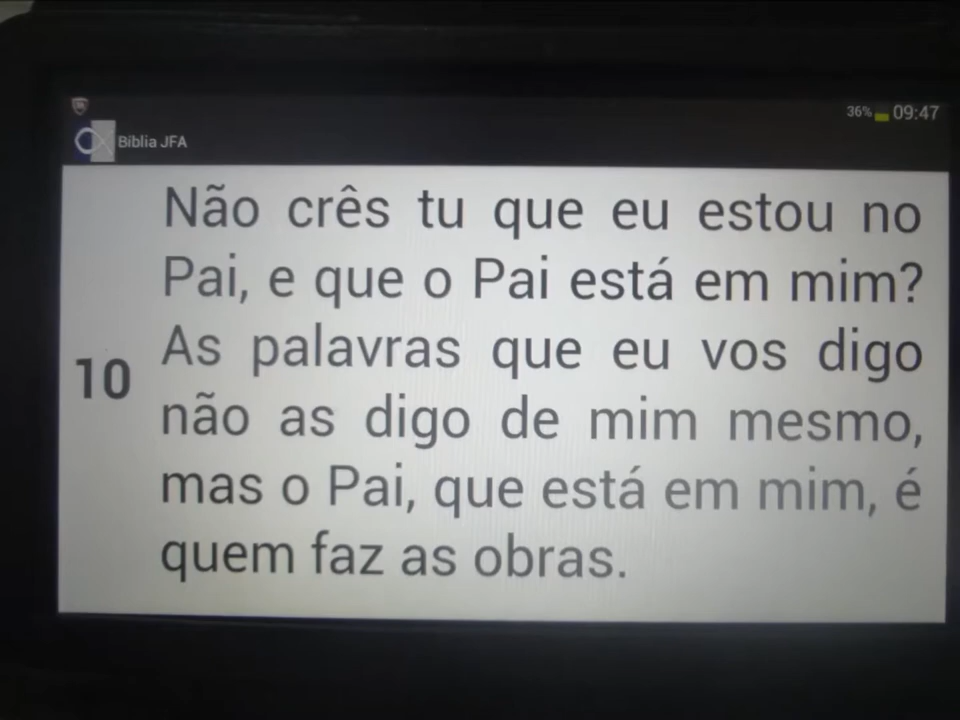 36% 09:47
Bíblia JFA
Não crês tu que eu estou no
Pai, e que o Pai está em mim?
As palavras que eu vos digo
10
não as digo de mim mesmo,
mas o Pai, que está em mim, é
quem faz as obras.